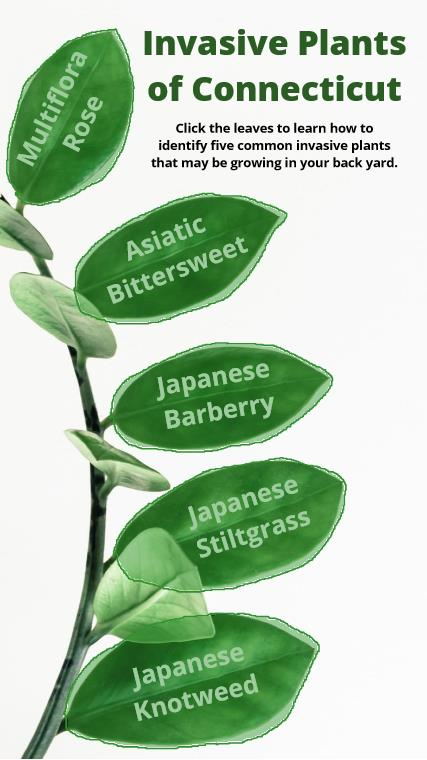 Invasive Plants
of Connecticut
Click the leaves to learn how to
identify five common invasive plants
that may be growing in your back yard.
Multiflora
Rose
Asiatic
Bittersweet
Japanese
Barberry
Japanese
Stiltgrass
Japanese
Knotweed